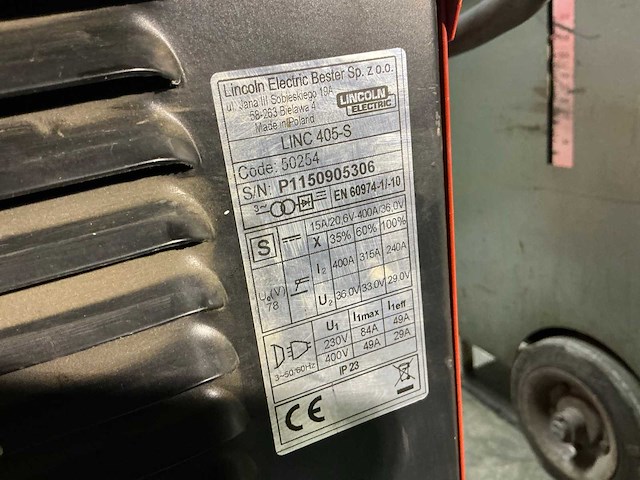 Lincoln Electric Bester Sp. z o.o.
ul. Jana III Sobieskiego 19A
58-263 Bielawa 4
Made in Poland
LINCOLN
ELECTRIC
LINC 405-S
Code: 50254
S/N: P1150905306
3~ EN 60974-1/-10
15A/20,6V-400A/36,0V
S X 35% 60% 100%
I2 400A 315A 240A
U0(V) 78
U2 36.0V 33.0V 29.0V
U1 I1max I1eff
230V 84A 49A
400V 49A 29A
3~50/60Hz
IP 23
CE